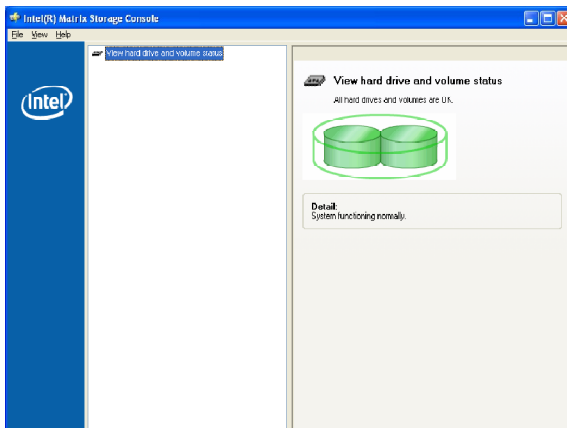 Intel(R) Matrix Storage Console
File View Help
View hard drive and volume status
(intel)
View hard drive and volume status
All hard drives and volumes are OK.
Detail:
System functioning normally.